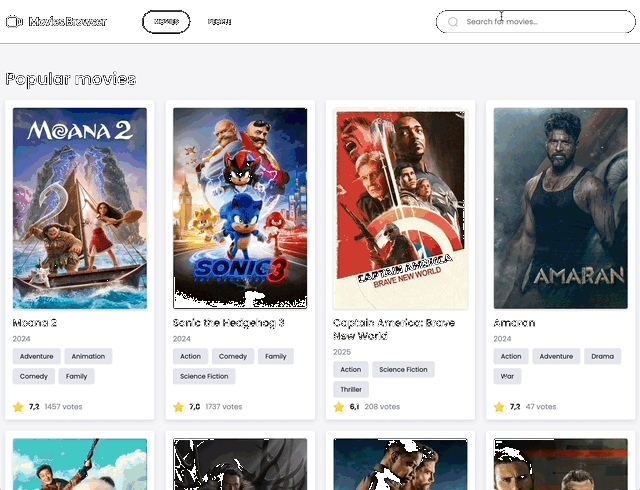 Movies Browser
MOVIES
PEOPLE
Search for movies...
Popular movies
MOANA 2
SONIC 3
CAPTAIN AMERICA
BRAVE NEW WORLD
AMARAN
Moana 2
2024
Adventure Animation
Comedy Family
7,2 1457 votes
Sonic the Hedgehog 3
2024
Action Comedy Family
Science Fiction
1737 votes
Captain America: Brave
New World
2025
Action Science Fiction
Thriller
6,1 208 votes
Amaran
2024
Action Adventure Drama
War
7,2 47 votes